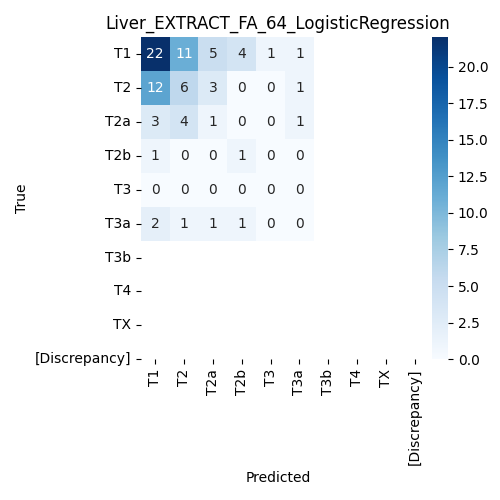 Liver_EXTRACT_FA_64_LogisticRegression
T1 22 11 5 4 1 1
T2 12 6 3 0 0 1
T2a 3 4 1 0 0 1
T2b 1 0 0 1 0 0
T3 0 0 0 0 0 0
T3a 2 1 1 1 0 0
T3b
T4
TX
[Discrepancy]
True
T1 T2 T2a T2b T3 T3a T3b T4 TX [Discrepancy]
Predicted
20.0
17.5
15.0
12.5
10.0
7.5
5.0
2.5
0.0